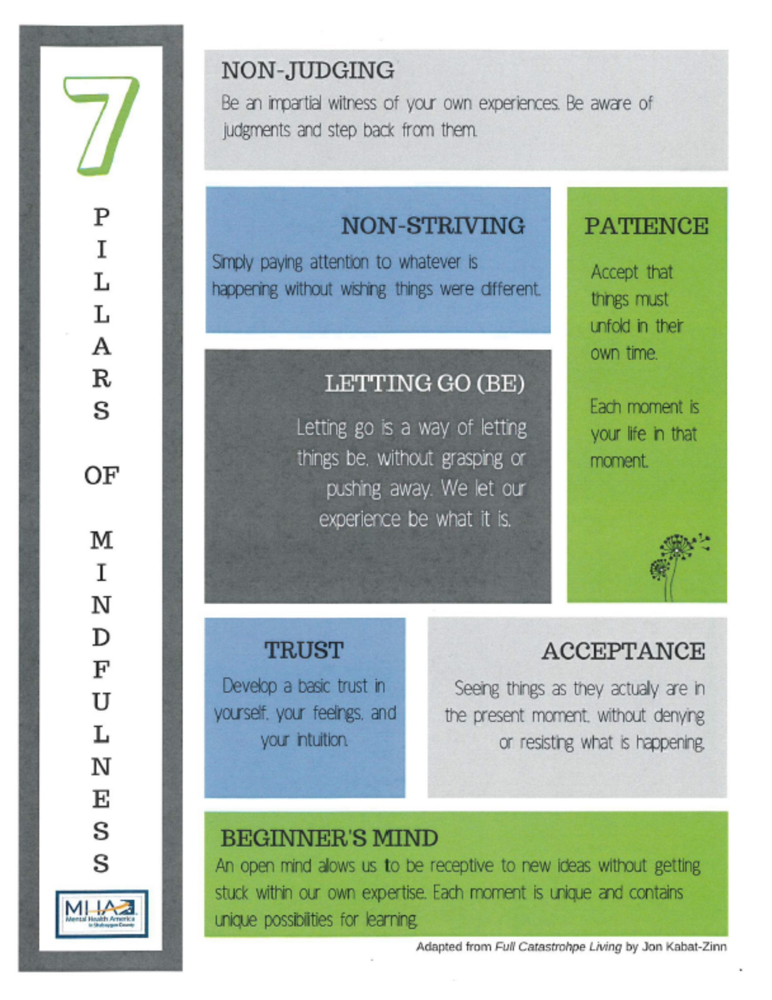 7
PILLARS
OF
MINDFULNESS
MHA
Mental Health America
in Sheboygan County
NON-JUDGING
Be an impartial witness of your own experiences. Be aware of
judgments and step back from them.
NON-STRIVING
Simply paying attention to whatever is
happening without wishing things were different.
PATIENCE
Accept that
things must
unfold in their
own time.
Each moment is
your life in that
moment.
LETTING GO (BE)
Letting go is a way of letting
things be, without grasping or
pushing away. We let our
experience be what it is.
TRUST
Develop a basic trust in
yourself, your feelings, and
your intuition.
ACCEPTANCE
Seeing things as they actually are in
the present moment, without denying
or resisting what is happening.
BEGINNER'S MIND
An open mind allows us to be receptive to new ideas without getting
stuck within our own expertise. Each moment is unique and contains
unique possibilities for learning.
Adapted from Full Catastrohpe Living by Jon Kabat-Zinn